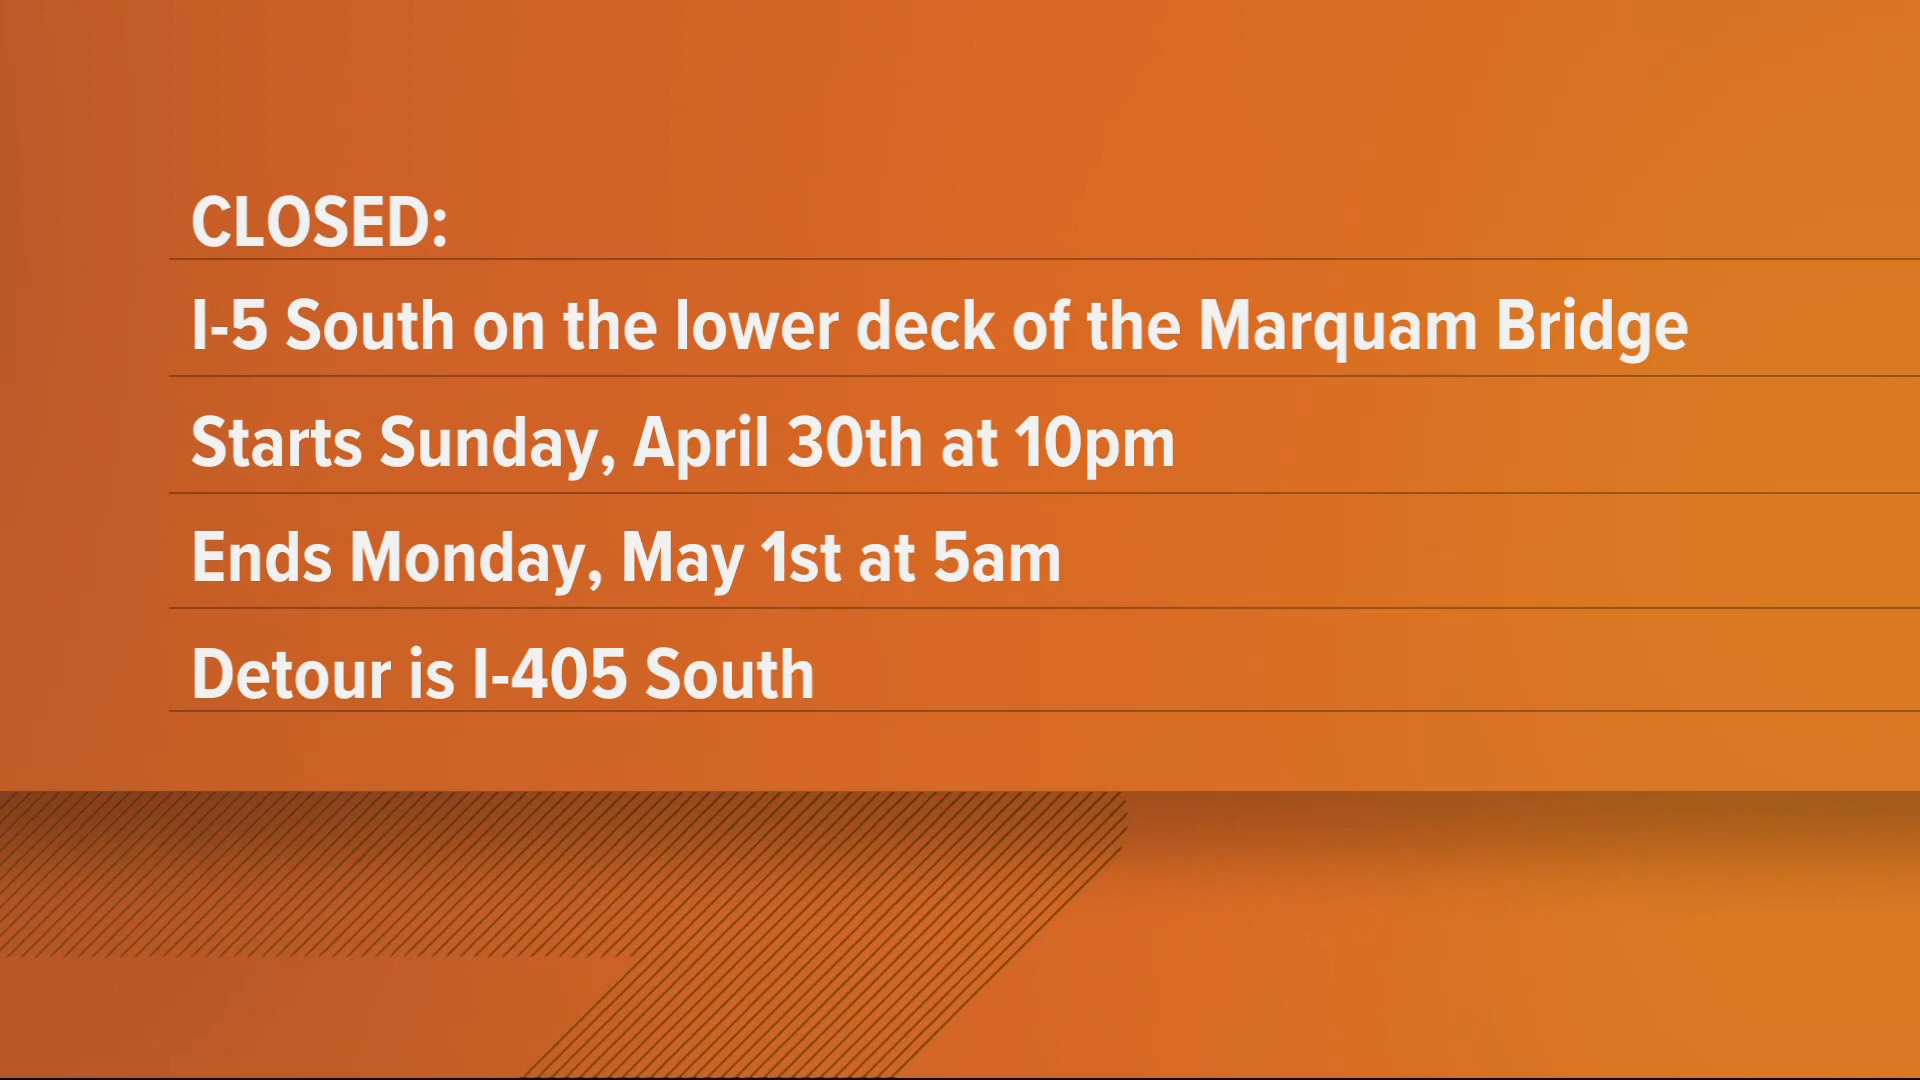 CLOSED:
I-5 South on the lower deck of the Marquam Bridge
Starts Sunday, April 30th at 10pm
Ends Monday, May 1st at 5am
Detour is I-405 South